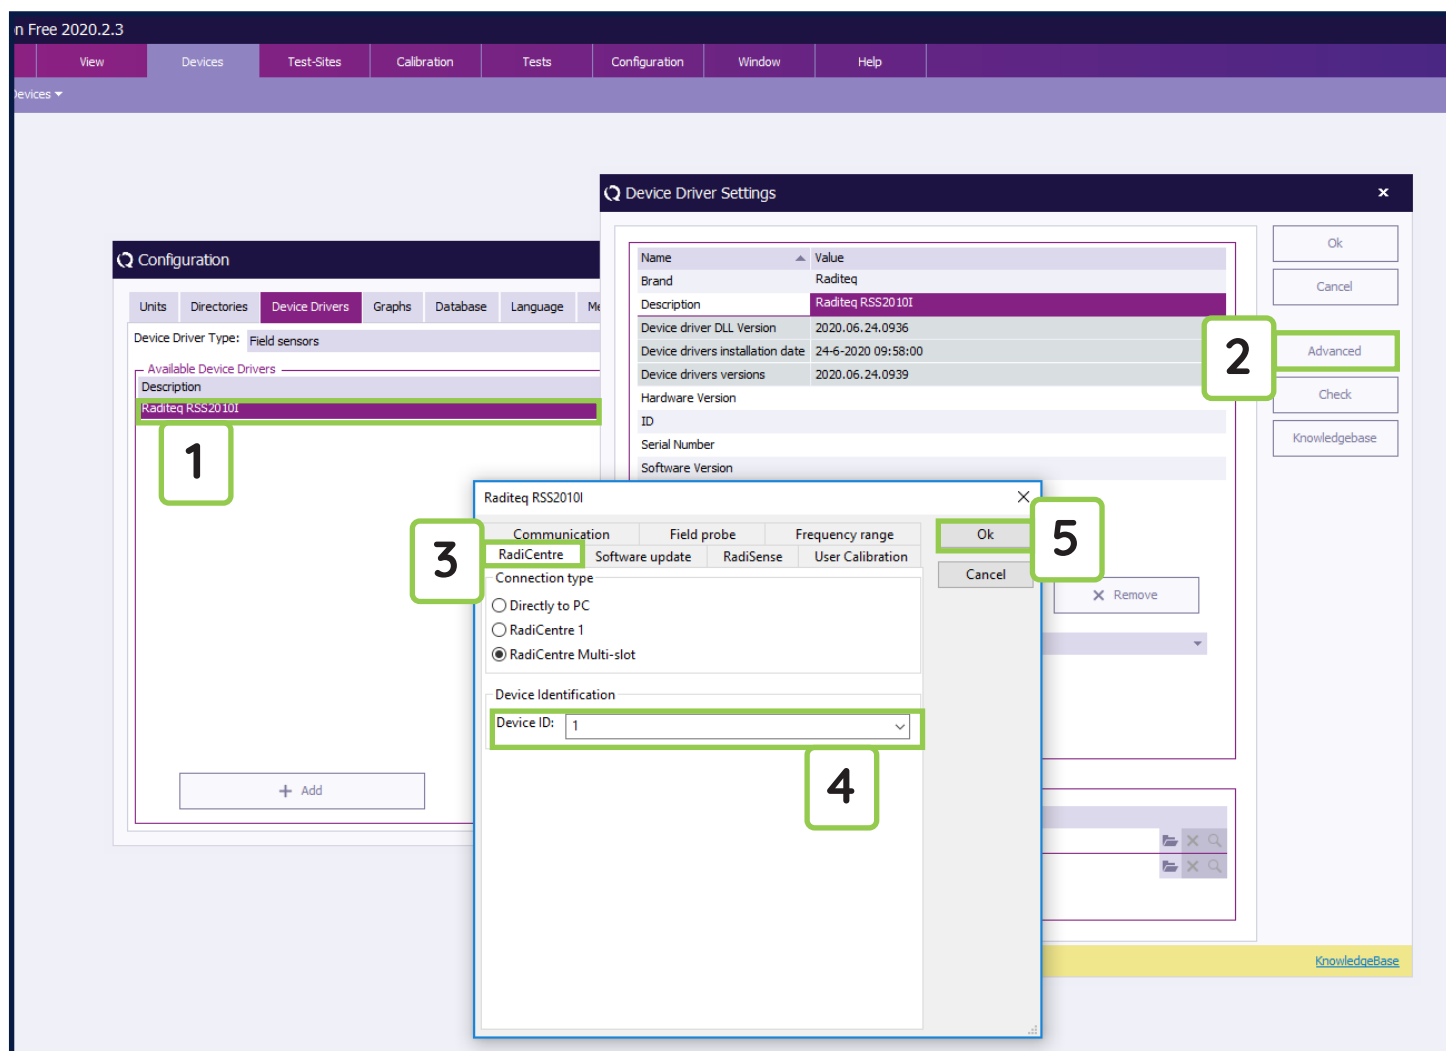 n Free 2020.2.3
View Devices Test-Sites Calibration Tests Configuration Window Help
Devices
Device Driver Settings
Configuration
Units Directories Device Drivers Graphs Database Language Me
Device Driver Type: Field sensors
Available Device Drivers
Description
Raditeq RSS2010I
1
Name Value
Brand Raditeq
Description Raditeq RSS2010I
Device driver DLL Version 2020.06.24.0936
Device drivers installation date 24-6-2020 09:58:00
Device drivers versions 2020.06.24.0939
Hardware Version
ID
Serial Number
Software Version
Ok
Cancel
2
Advanced
Check
Knowledgebase
Raditeq RSS2010I
Communication Field probe Frequency range
3
RadiCentre Software update RadiSense User Calibration
Ok
5
Cancel
Connection type
Directly to PC
RadiCentre 1
RadiCentre Multi-slot
Device Identification
Device ID: 1
4
Remove
Add
KnowledgeBase